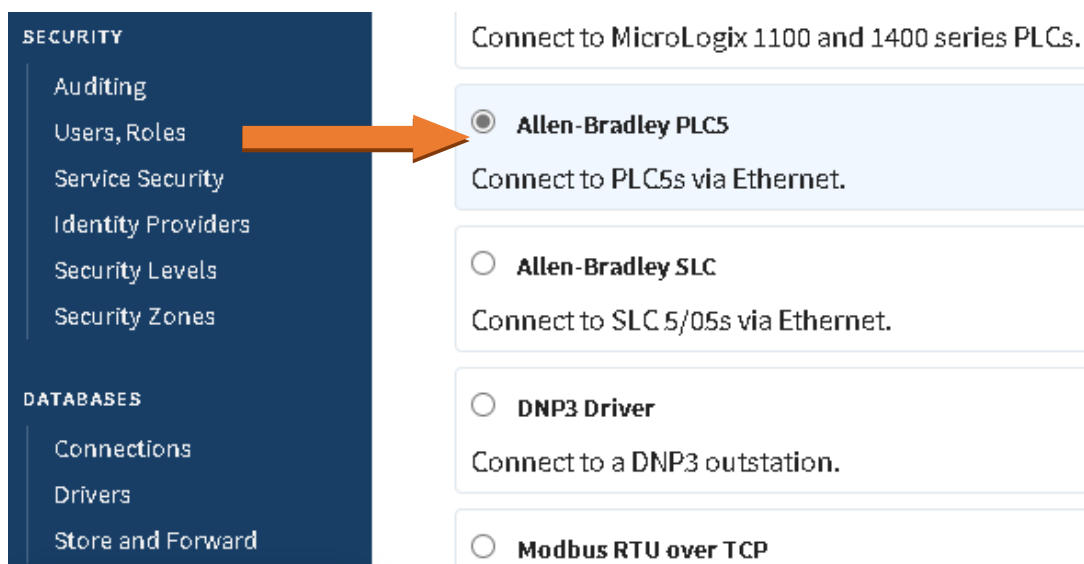 SECURITY
Auditing
Users, Roles
Service Security
Identity Providers
Security Levels
Security Zones
DATABASES
Connections
Drivers
Store and Forward
Connect to MicroLogix 1100 and 1400 series PLCs.
Allen-Bradley PLC5
Connect to PLC5s via Ethernet.
Allen-Bradley SLC
Connect to SLC 5/05s via Ethernet.
DNP3 Driver
Connect to a DNP3 outstation.
Modbus RTU over TCP